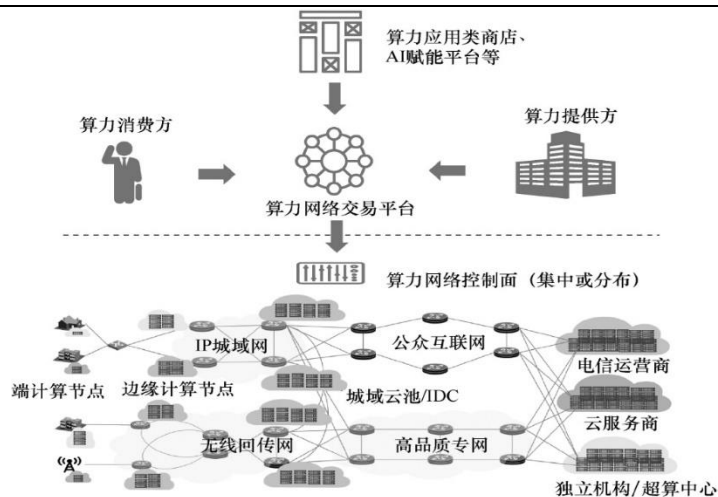 算力应用类商店、
AI赋能平台等
算力消费方
算力提供方
算力网络交易平台
算力网络控制面（集中或分布）
IP城域网
公众互联网
电信运营商
端计算节点
边缘计算节点
城域云池/IDC
云服务商
无线回传网
高品质专网
独立机构/超算中心